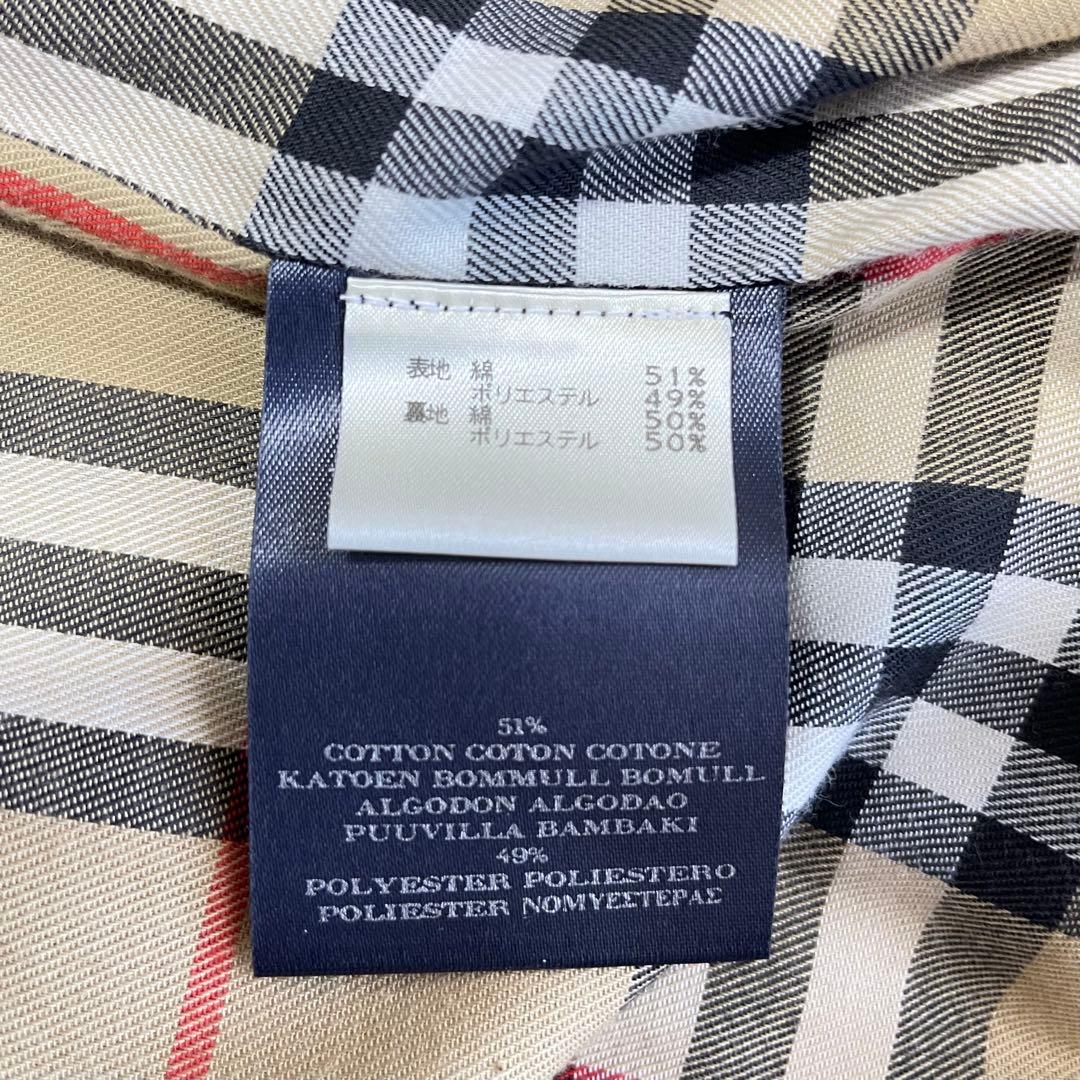 表地 綿 51%
ポリエステル 49%
裏地 綿 50%
ポリエステル 50%
51%
COTTON COTON COTONE
KATOEN BOMMULL BOMULL
ALGODON ALGODAO
PUUVILLA BAMBAKI
49%
POLYESTER POLIESTERO
POLIESTER ΝΟΜΥΕΣΤΕΡΑΣ